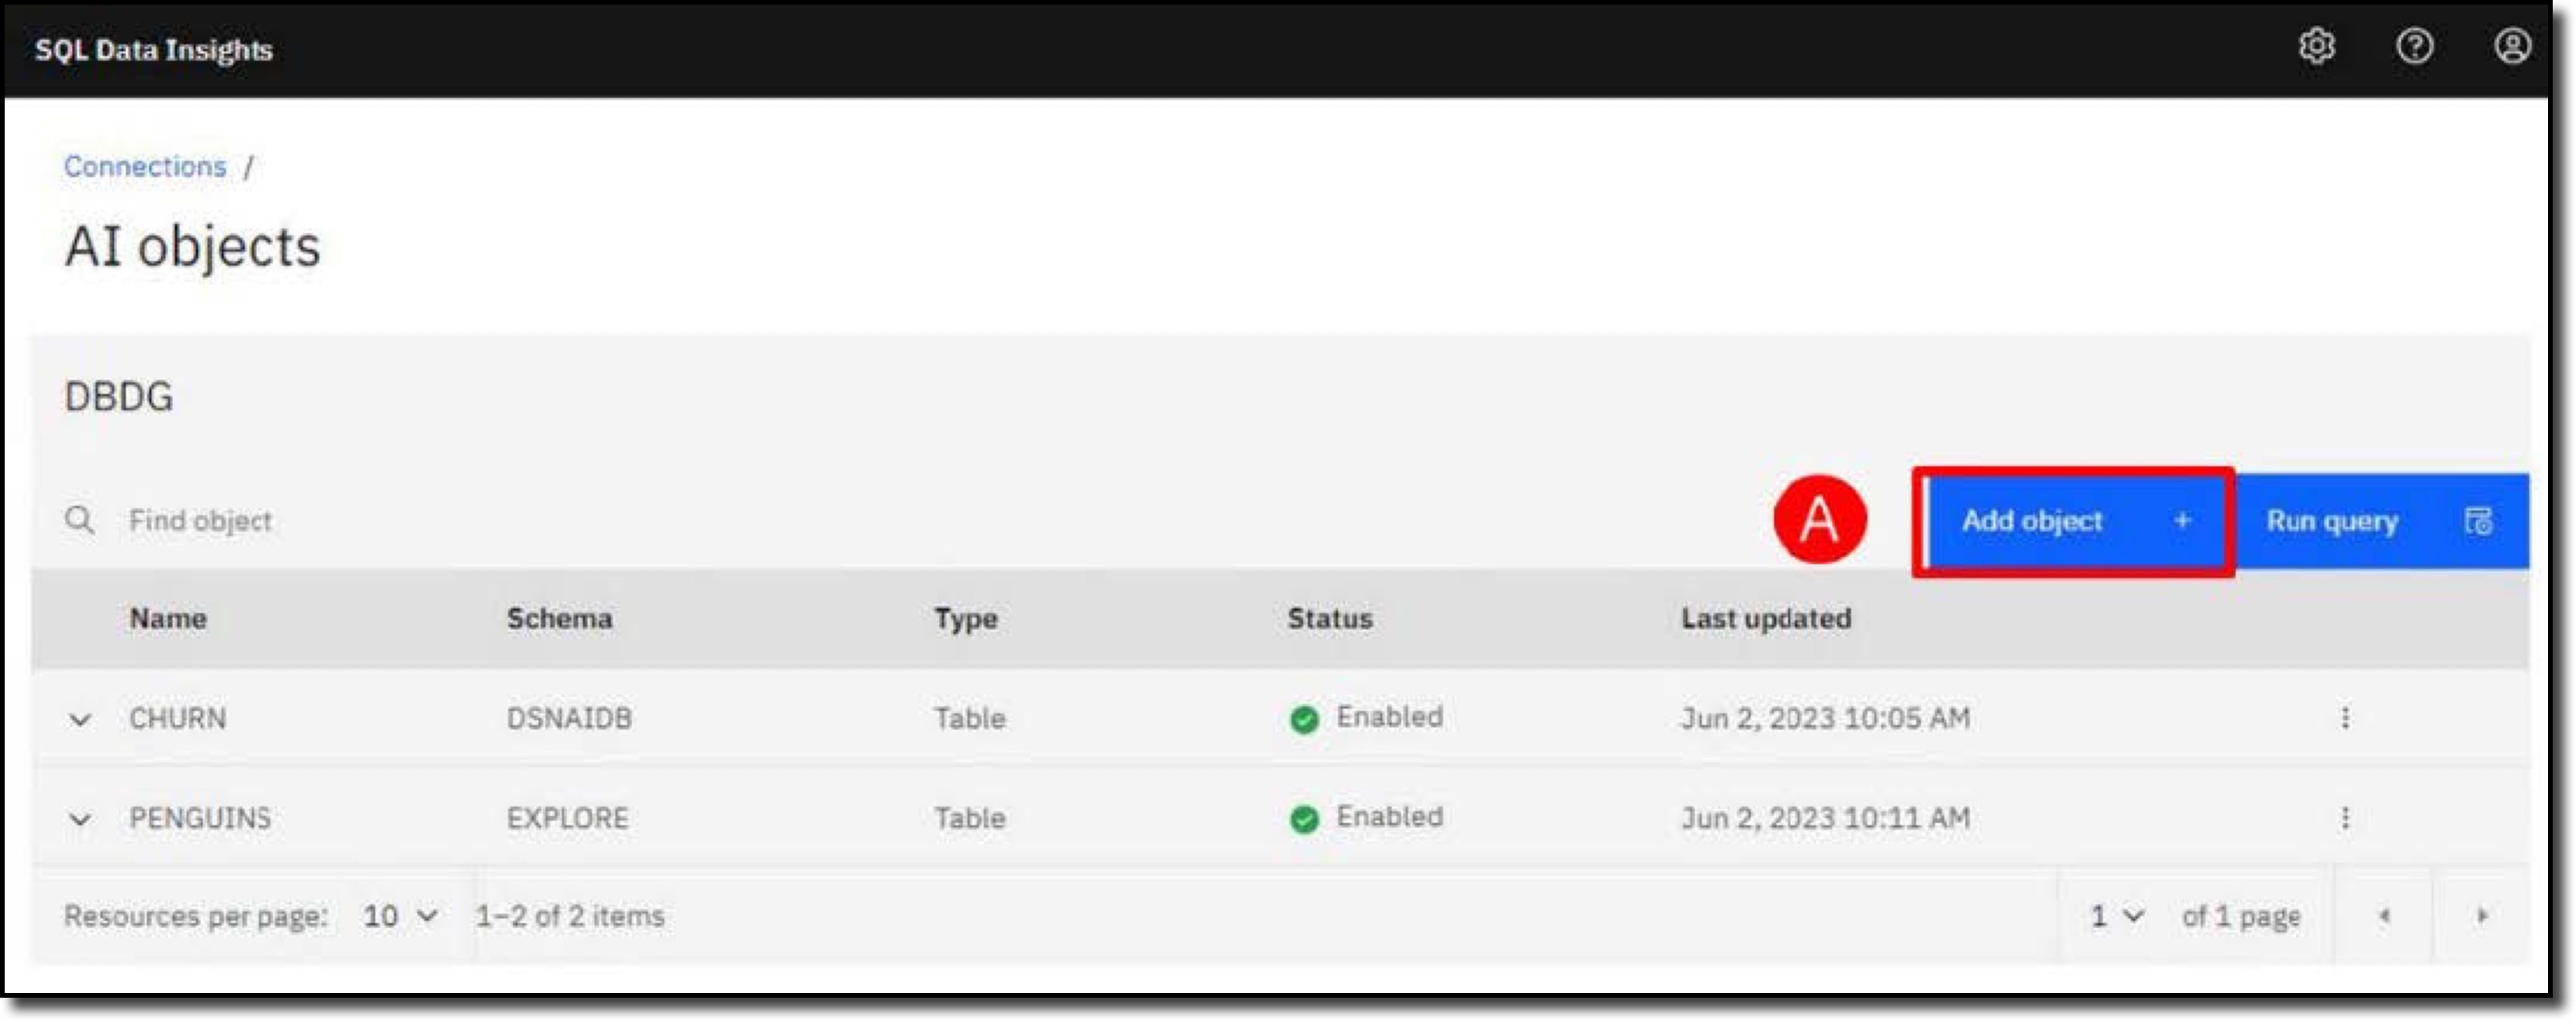 SQL Data Insights
Connections /
AI objects
DBDG
Find object
A
Add object +
Run query
Name Schema Type Status Last updated
CHURN DSNAIDB Table Enabled Jun 2, 2023 10:05 AM
PENGUINS EXPLORE Table Enabled Jun 2, 2023 10:11 AM
Resources per page: 10 1–2 of 2 items 1 of 1 page